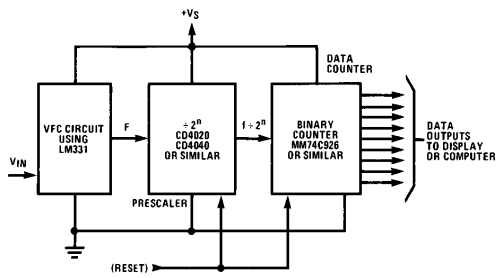 +VS
DATA
COUNTER
VFC CIRCUIT
USING
LM331
F
÷ 2ⁿ
CD4020
CD4040
OR SIMILAR
f ÷ 2ⁿ
BINARY
COUNTER
MM74C926
OR SIMILAR
DATA
OUTPUTS
TO DISPLAY
OR COMPUTER
VIN
PRESCALER
(RESET)